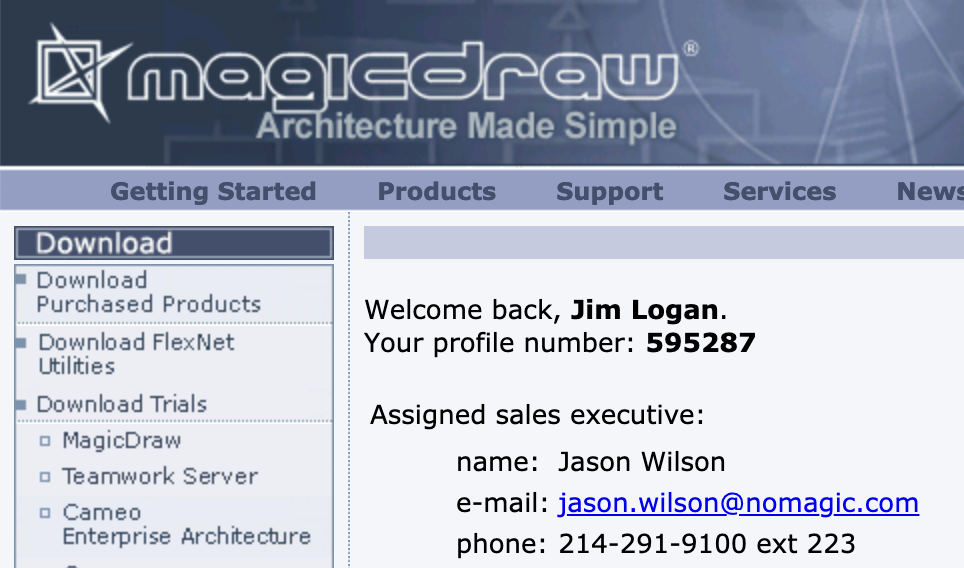 magicdraw®
Architecture Made Simple
Getting Started Products Support Services News
Download
Download
Purchased Products
Download FlexNet
Utilities
Download Trials
MagicDraw
Teamwork Server
Cameo
Enterprise Architecture
Welcome back, Jim Logan.
Your profile number: 595287
Assigned sales executive:
name: Jason Wilson
e-mail: jason.wilson@nomagic.com
phone: 214-291-9100 ext 223